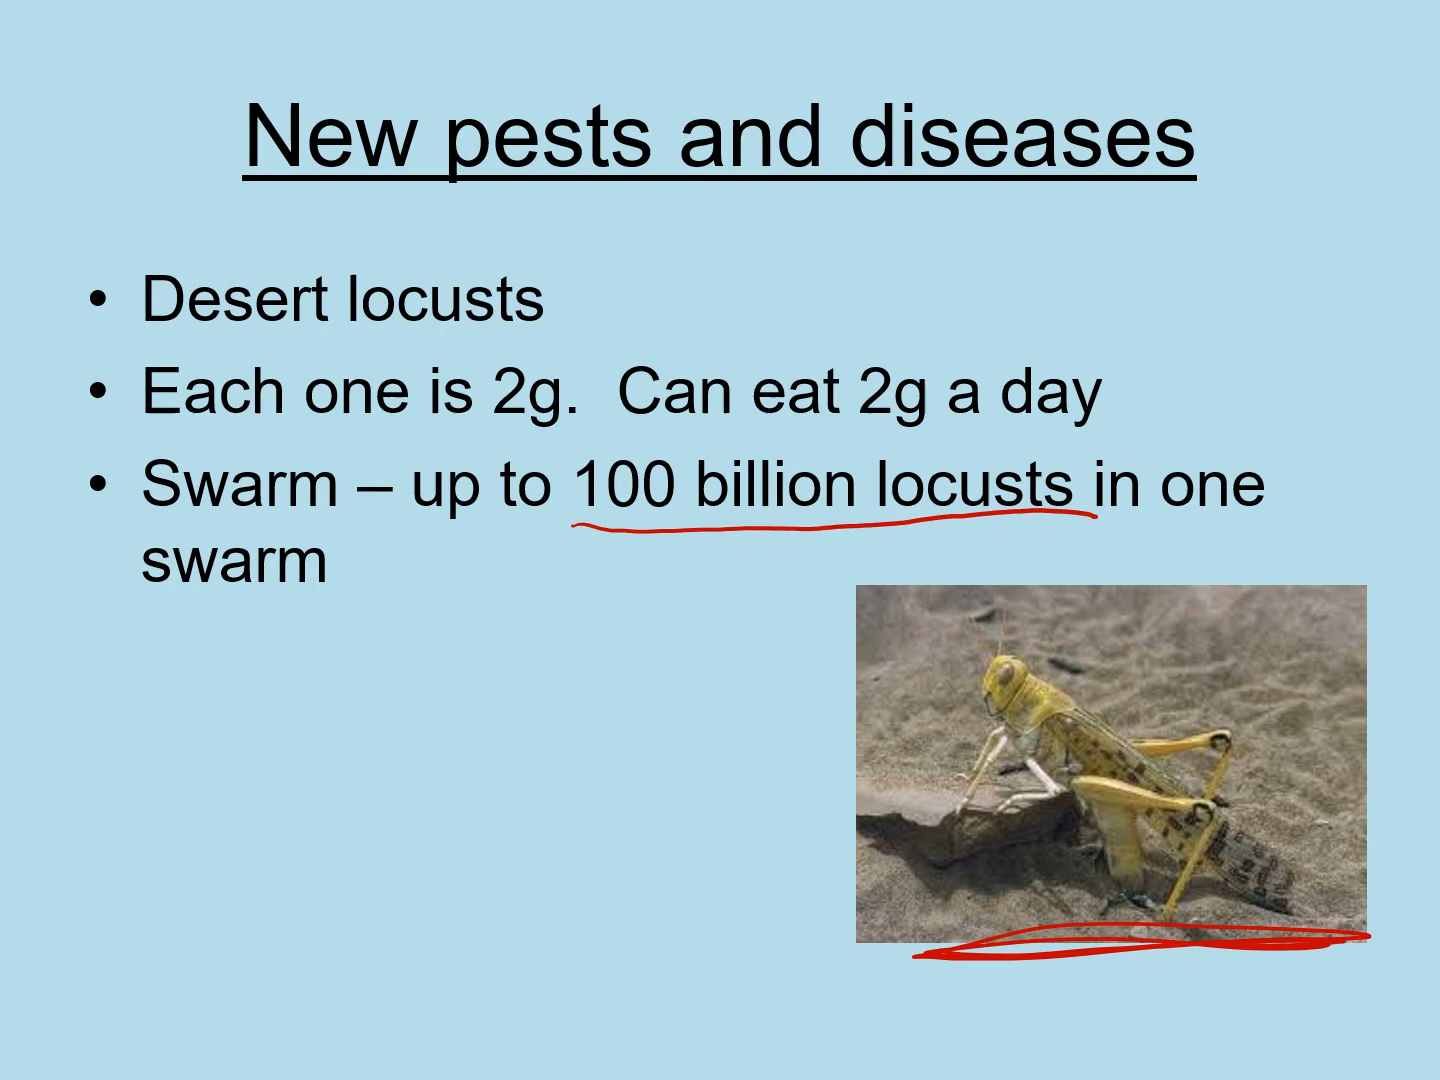 New pests and diseases
• Desert locusts
• Each one is 2g.  Can eat 2g a day
• Swarm – up to 100 billion locusts in one
swarm